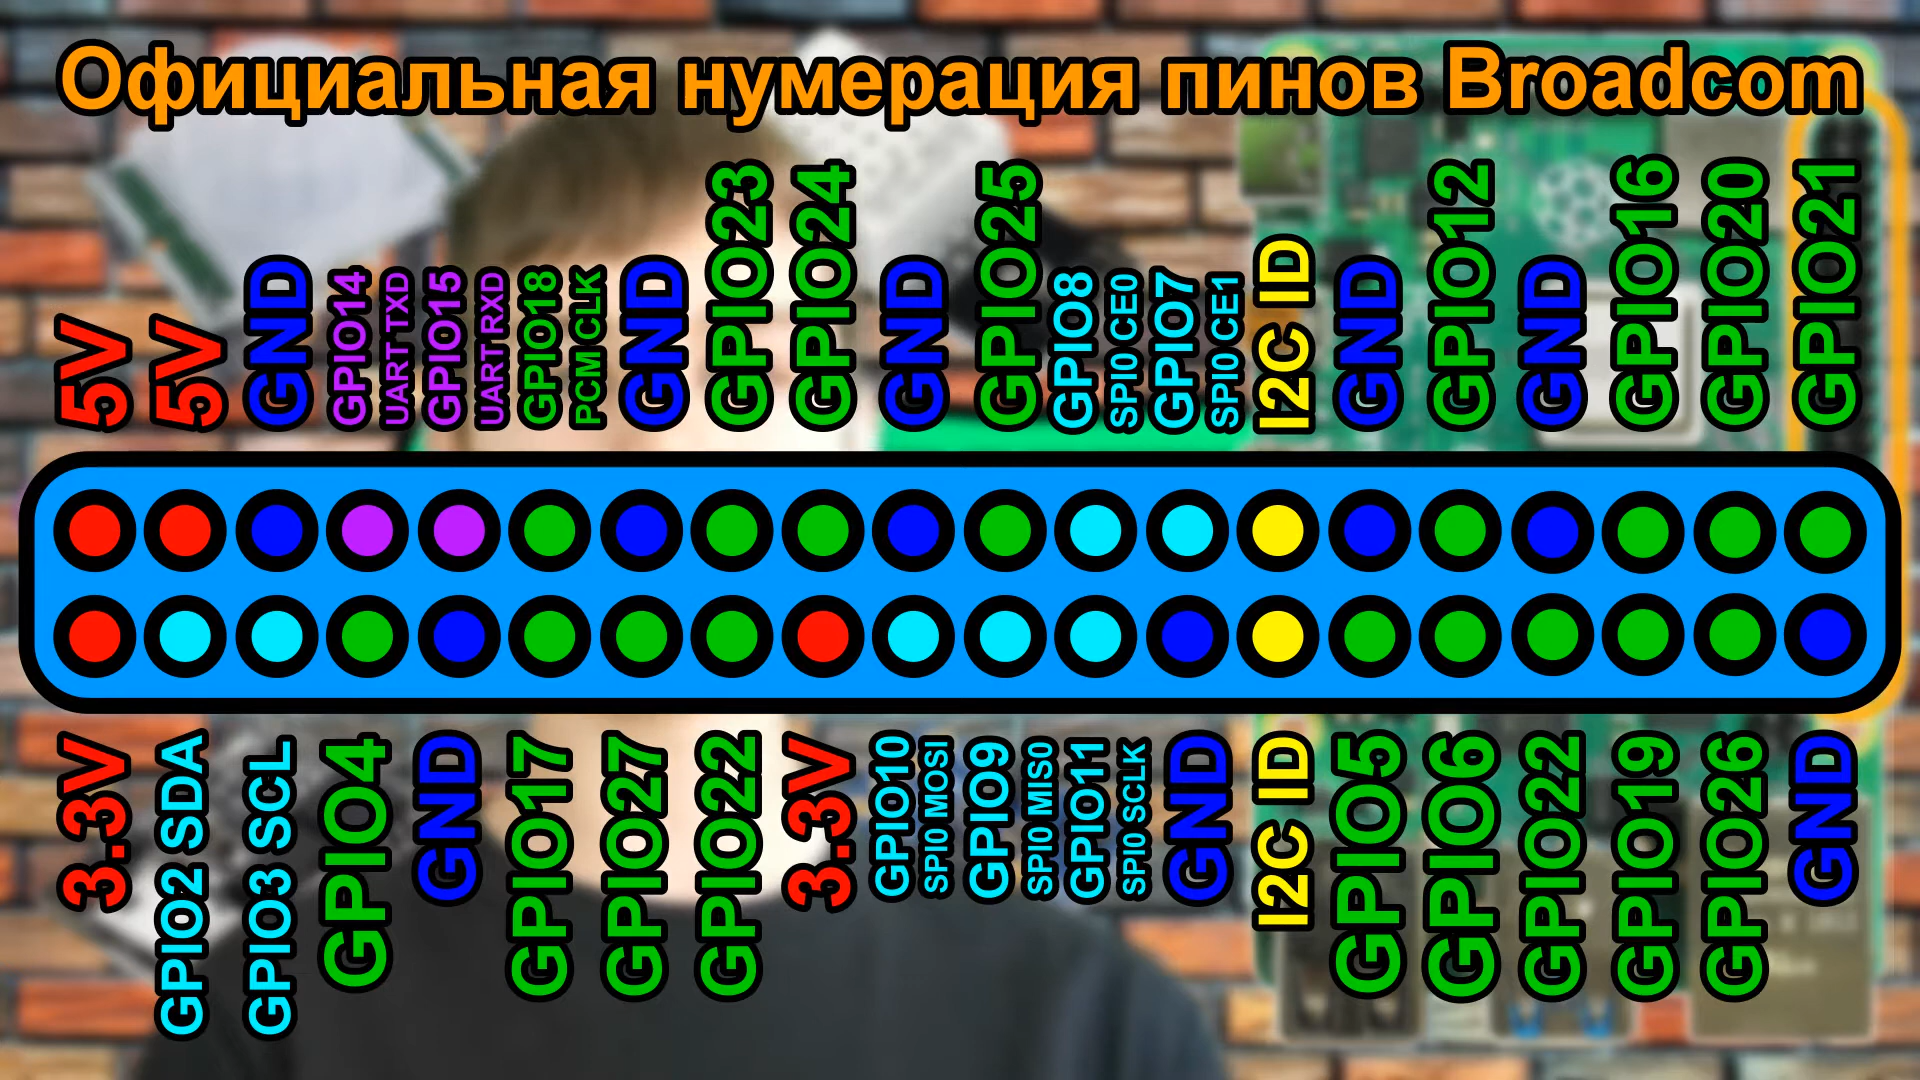 Официальная нумерация пинов Broadcom
5V
5V
GND
GPIO14
UART TXD
GPIO15
UART RXD
GPIO18
PCM CLK
GND
GPIO23
GPIO24
GND
GPIO25
GPIO8
SPI0 CE0
GPIO7
SPI0 CE1
I2C ID
GND
GPIO12
GND
GPIO16
GPIO20
GPIO21
3.3V
GPIO2 SDA
GPIO3 SCL
GPIO4
GND
GPIO17
GPIO27
GPIO22
3.3V
GPIO10
SPI0 MOSI
GPIO9
SPI0 MIS0
GPIO11
SPI0 SCLK
GND
I2C ID
GPIO5
GPIO6
GPIO22
GPIO19
GPIO26
GND